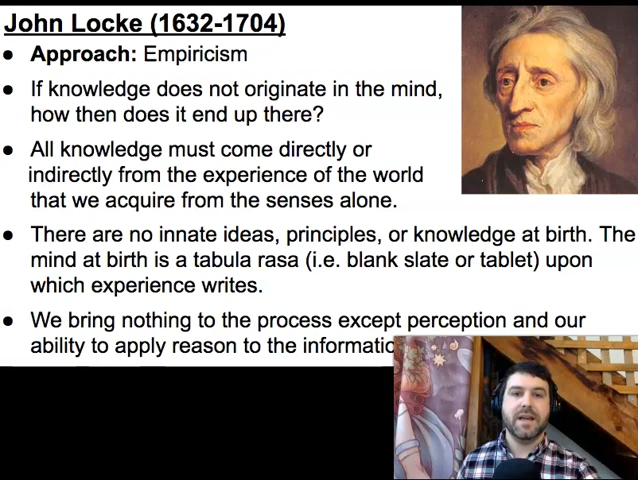 John Locke (1632-1704)
● Approach: Empiricism
● If knowledge does not originate in the mind,
how then does it end up there?
● All knowledge must come directly or
indirectly from the experience of the world
that we acquire from the senses alone.
● There are no innate ideas, principles, or knowledge at birth. The
mind at birth is a tabula rasa (i.e. blank slate or tablet) upon
which experience writes.
● We bring nothing to the process except perception and our
ability to apply reason to the